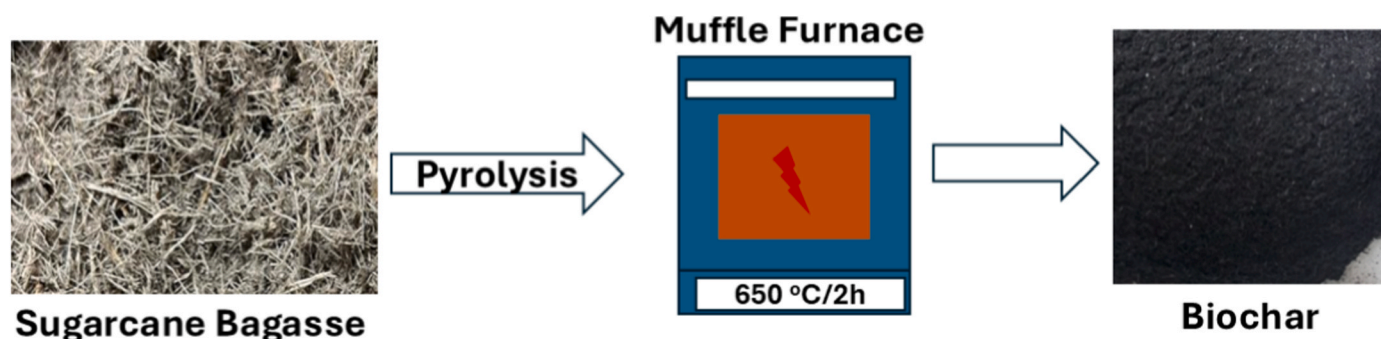 Muffle Furnace
Pyrolysis
650 °C/2h
Sugarcane Bagasse
Biochar